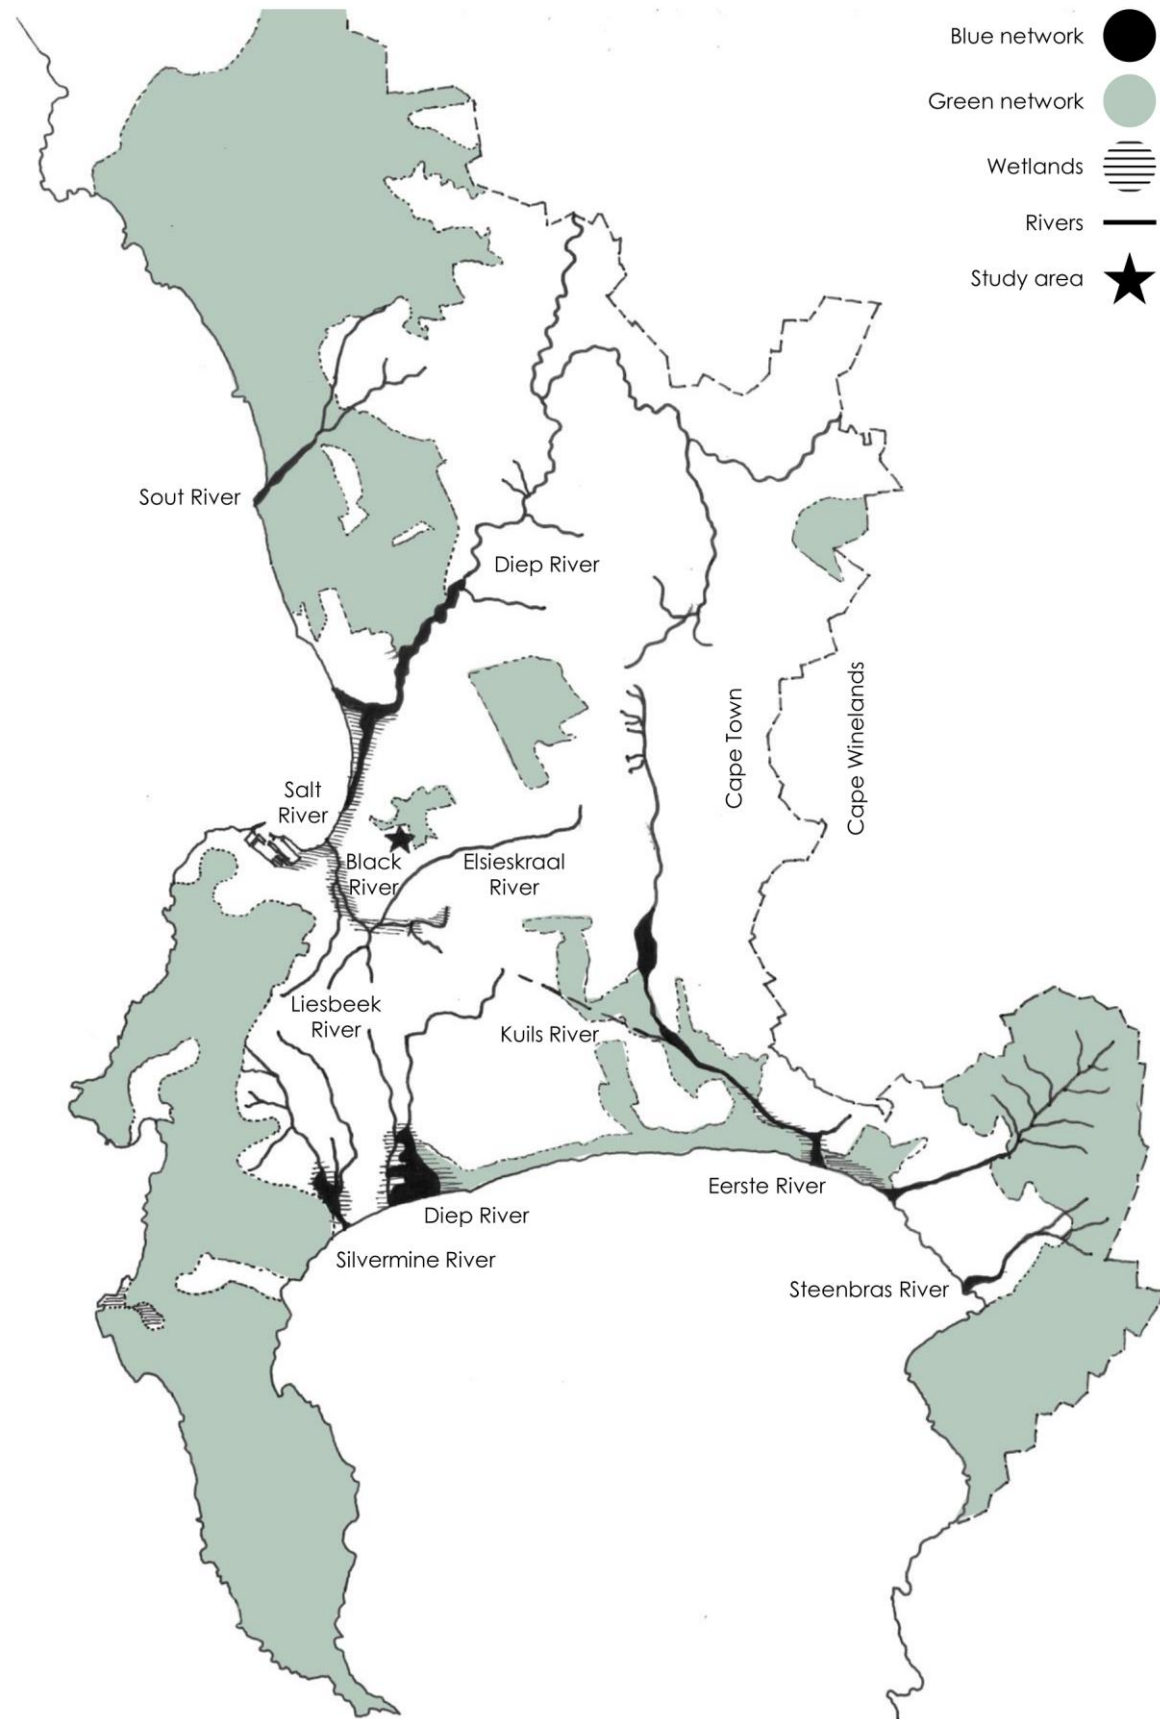 Blue network
Green network
Wetlands
Rivers
Study area
Sout River
Diep River
Cape Town
Cape Winelands
Salt
River
Black
River
Elsieskraal
River
Liesbeek
River
Kuils River
Eerste River
Diep River
Silvermine River
Steenbras River